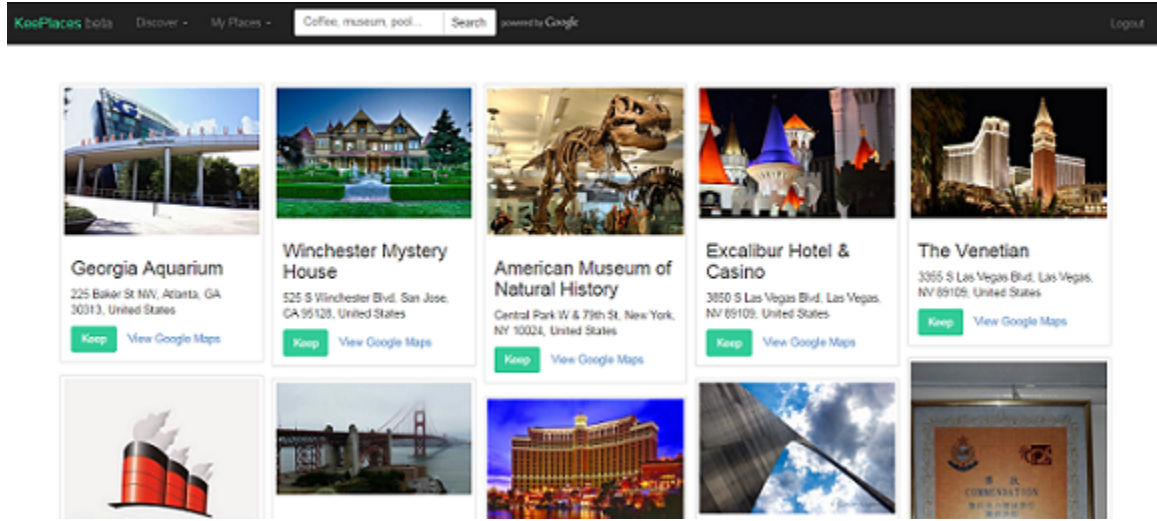 KeePlaces beta
Discover
My Places
Coffee, museum, pool...
Search
powered by Google
Logout
Georgia Aquarium
225 Baker St NW, Atlanta, GA
30313, United States
Keep
View Google Maps
Winchester Mystery
House
525 S Winchester Blvd, San Jose,
CA 95128, United States
Keep
View Google Maps
American Museum of
Natural History
Central Park W & 79th St, New York,
NY 10024, United States
Keep
View Google Maps
Excalibur Hotel &
Casino
3850 S Las Vegas Blvd, Las Vegas,
NV 89109, United States
Keep
View Google Maps
The Venetian
3355 S Las Vegas Blvd, Las Vegas,
NV 89109, United States
Keep
View Google Maps
COMMENDATION